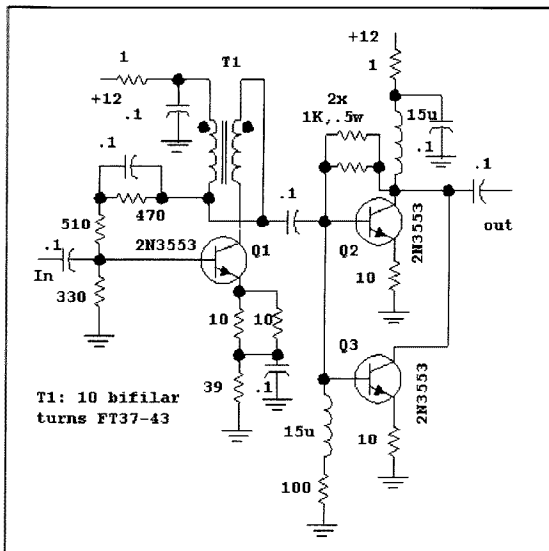 +12
1
1
T1
+12
.1
2x
1K,.5w
15u
.1
.1
.1
470
510
.1
out
.1
2N3553
Q1
Q2
2N3553
In
330
10
10
10
Q3
39
.1
2N3553
T1: 10 bifilar
turns FT37-43
15u
10
100